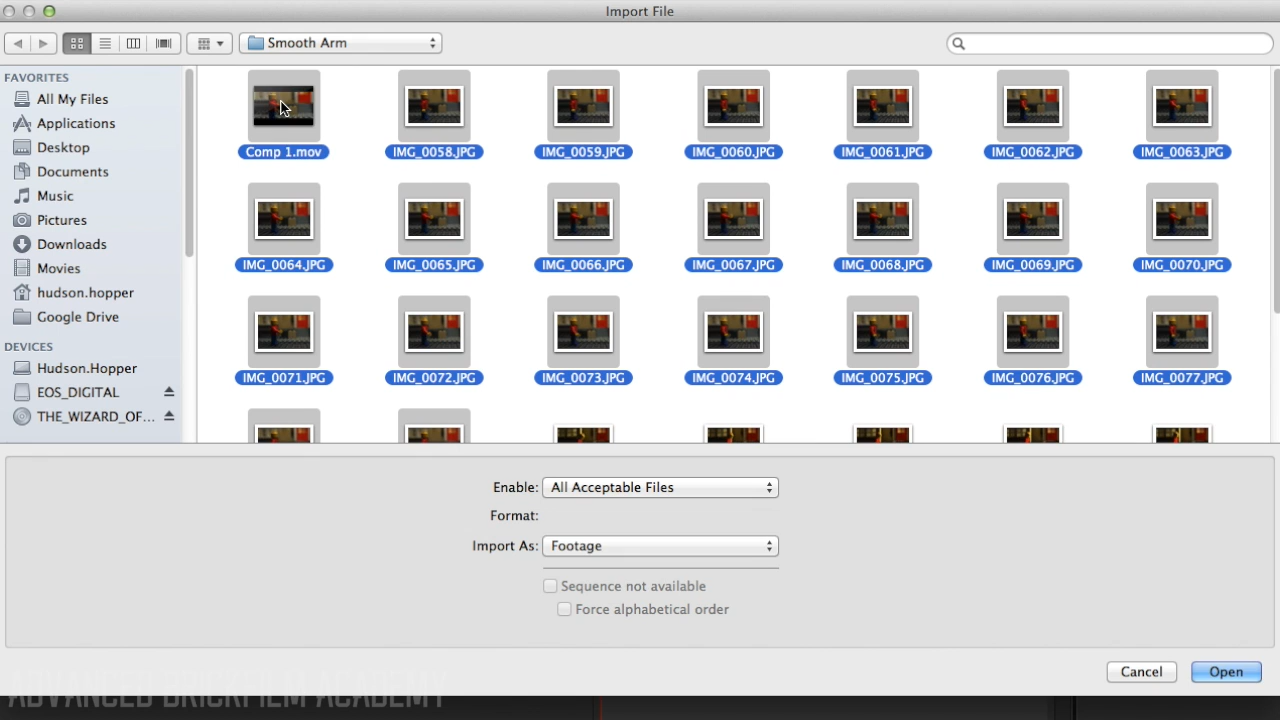 Import File
Smooth Arm
FAVORITES
All My Files
Applications
Desktop
Documents
Music
Pictures
Downloads
Movies
hudson.hopper
Google Drive
DEVICES
Hudson.Hopper
EOS_DIGITAL
THE_WIZARD_OF...
Comp 1.mov IMG_0058.JPG IMG_0059.JPG IMG_0060.JPG IMG_0061.JPG IMG_0062.JPG IMG_0063.JPG
IMG_0064.JPG IMG_0065.JPG IMG_0066.JPG IMG_0067.JPG IMG_0068.JPG IMG_0069.JPG IMG_0070.JPG
IMG_0071.JPG IMG_0072.JPG IMG_0073.JPG IMG_0074.JPG IMG_0075.JPG IMG_0076.JPG IMG_0077.JPG
Enable: All Acceptable Files
Format:
Import As: Footage
Sequence not available
Force alphabetical order
Cancel Open
ADVANCED BRICKFILM ACADEMY